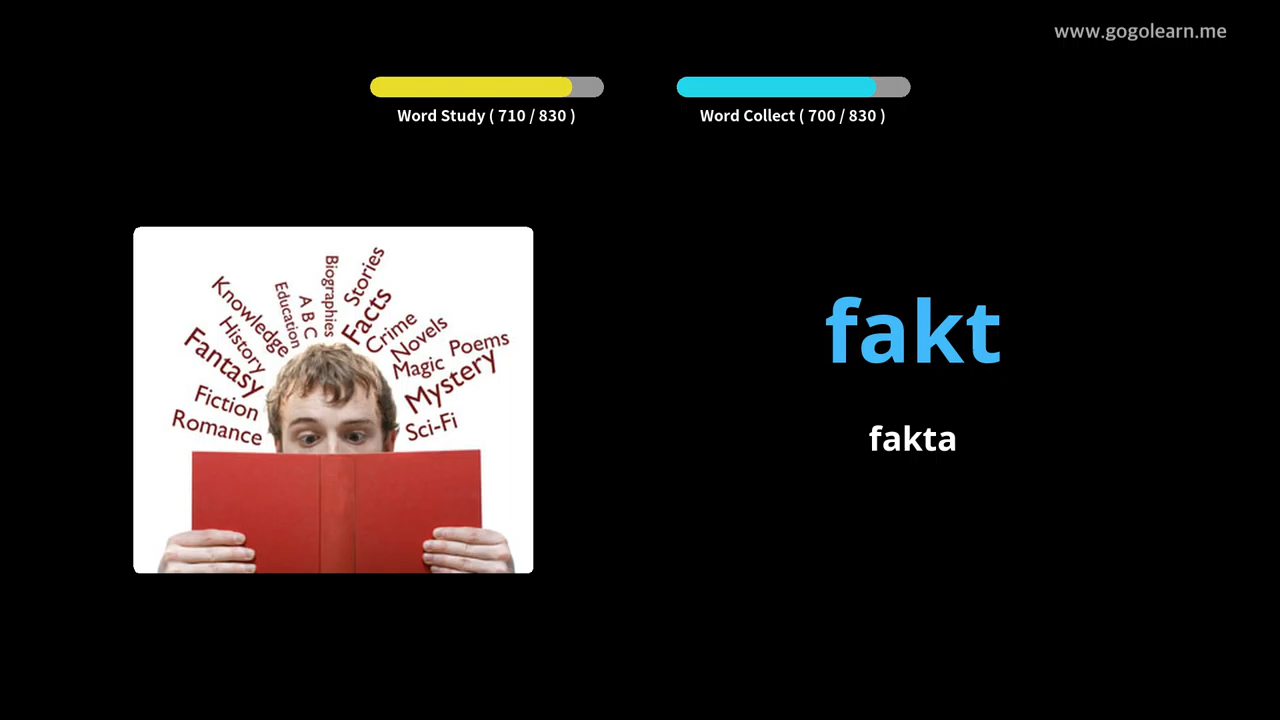 www.gogolearn.me
Word Study ( 710 / 830 )
Word Collect ( 700 / 830 )
Knowledge
History
Education
A B C
Biographies
Stories
Facts
Crime
Novels
Magic
Poems
Mystery
Sci-Fi
Fantasy
Fiction
Romance
fakt
fakta